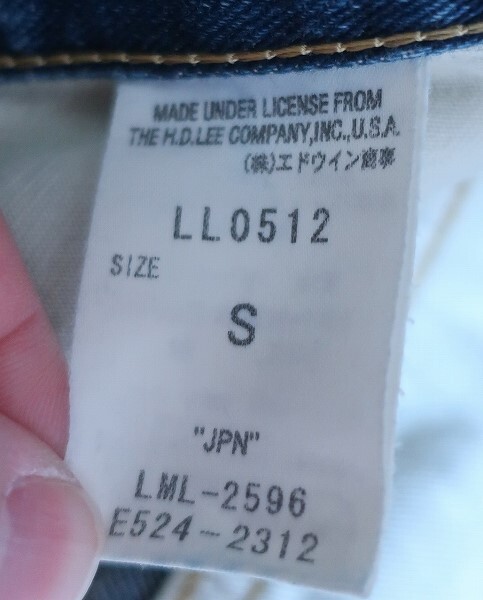 MADE UNDER LICENSE FROM
THE H.D.LEE COMPANY,INC.,U.S.A.
(株)エドウイン商事
LL0512
SIZE
S
"JPN"
LML-2596
E524-2312